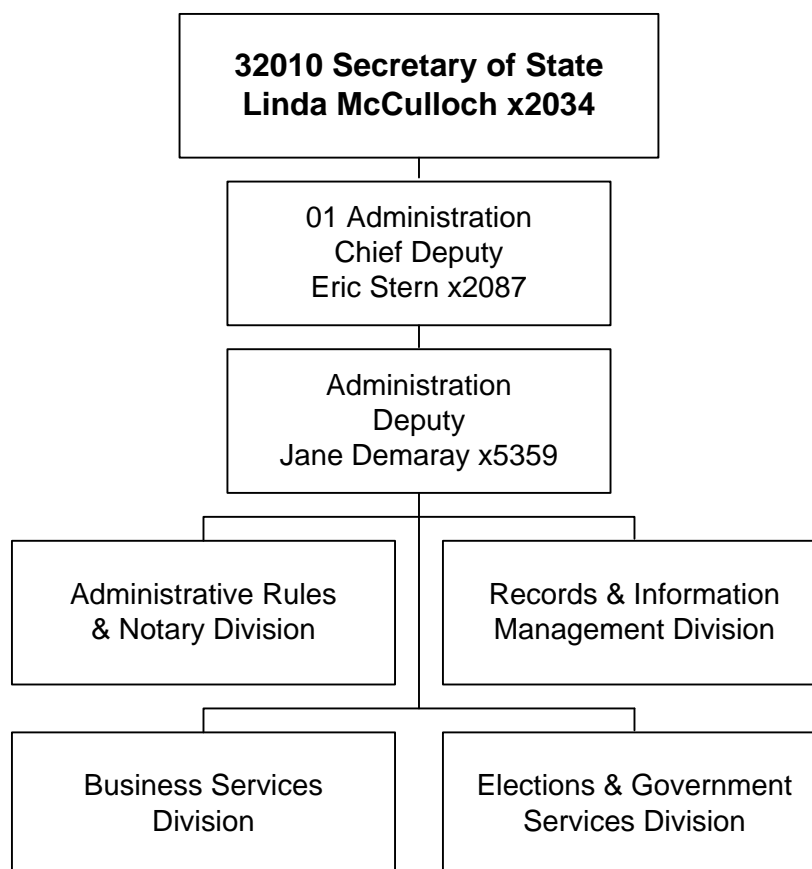 32010 Secretary of State
Linda McCulloch x2034
01 Administration
Chief Deputy
Eric Stern x2087
Administration
Deputy
Jane Demaray x5359
Administrative Rules
& Notary Division
Records & Information
Management Division
Business Services
Division
Elections & Government
Services Division